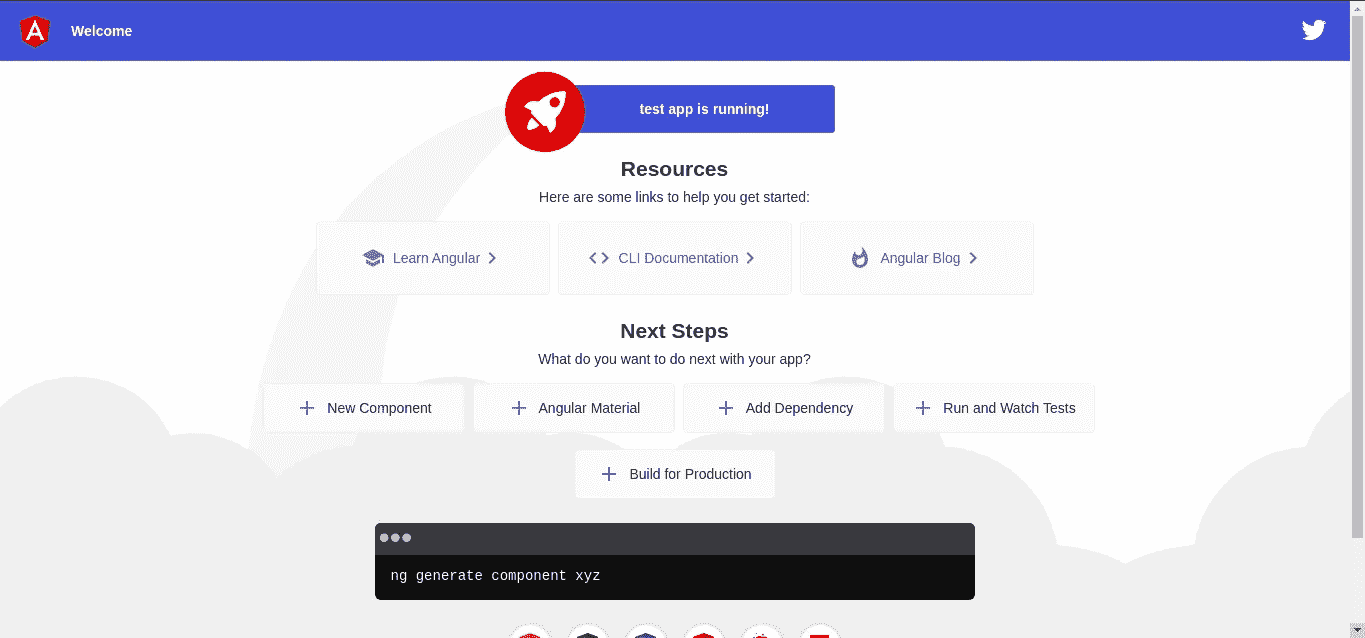 Welcome
test app is running!
Resources
Here are some links to help you get started:
Learn Angular
CLI Documentation
Angular Blog
Next Steps
What do you want to do next with your app?
New Component
Angular Material
Add Dependency
Run and Watch Tests
Build for Production
ng generate component xyz